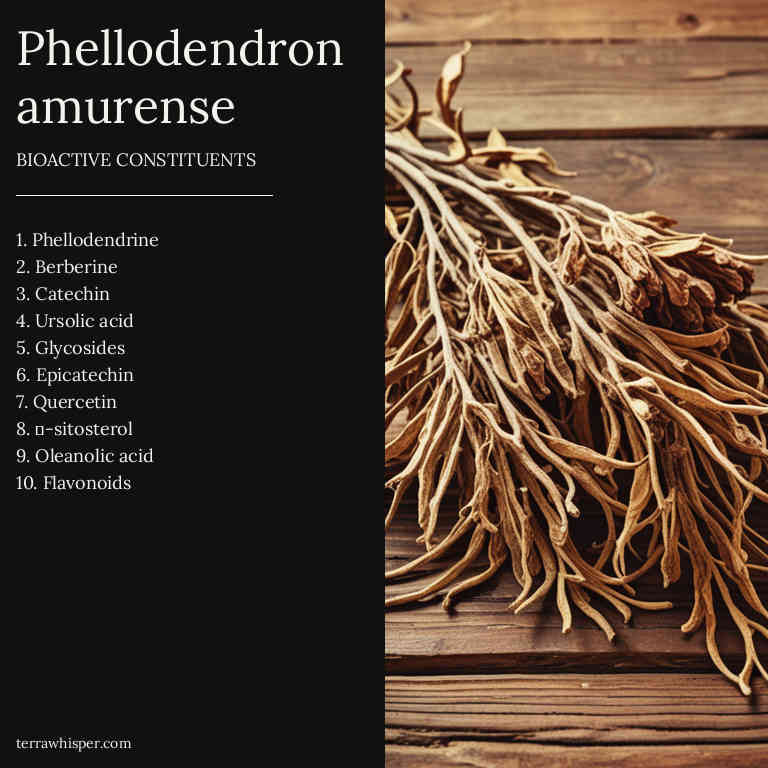 Phellodendron
amurense
BIOACTIVE CONSTITUENTS
1. Phellodendrine
2. Berberine
3. Catechin
4. Ursolic acid
5. Glycosides
6. Epicatechin
7. Quercetin
8. ▯-sitosterol
9. Oleanolic acid
10. Flavonoids
terrawhisper.com